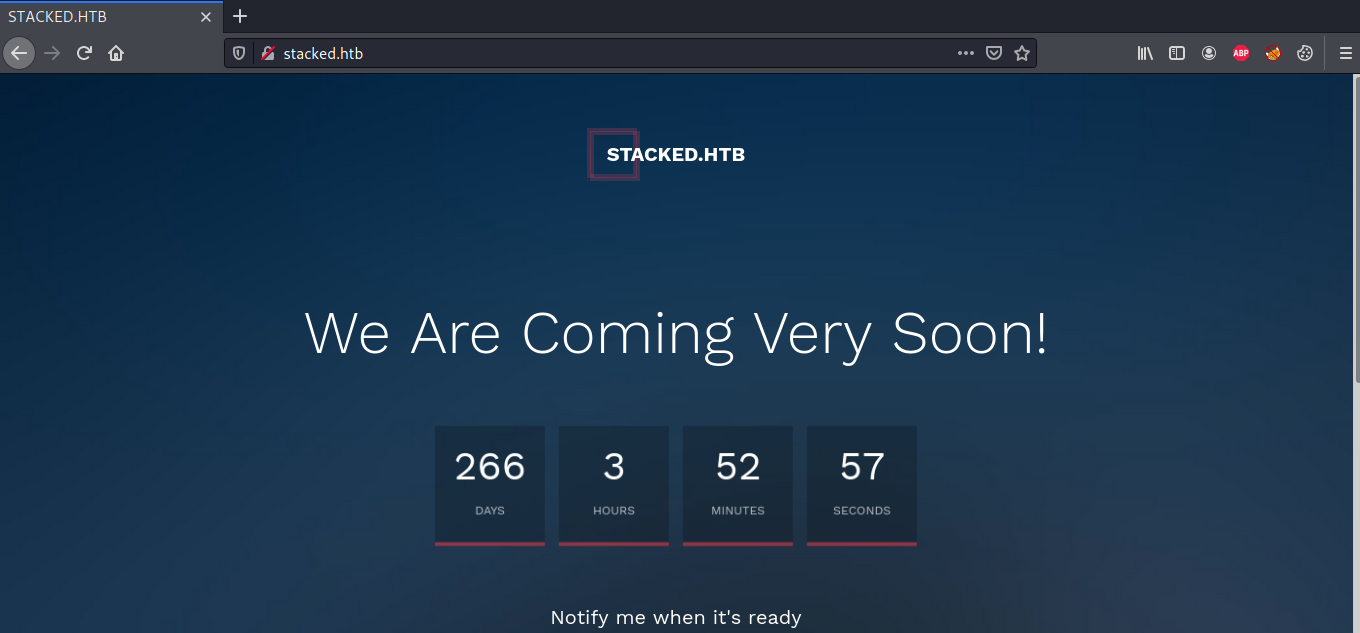 STACKED.HTB
stacked.htb
ABP
STACKED.HTB
We Are Coming Very Soon!
266 3 52 57
DAYS HOURS MINUTES SECONDS
Notify me when it's ready